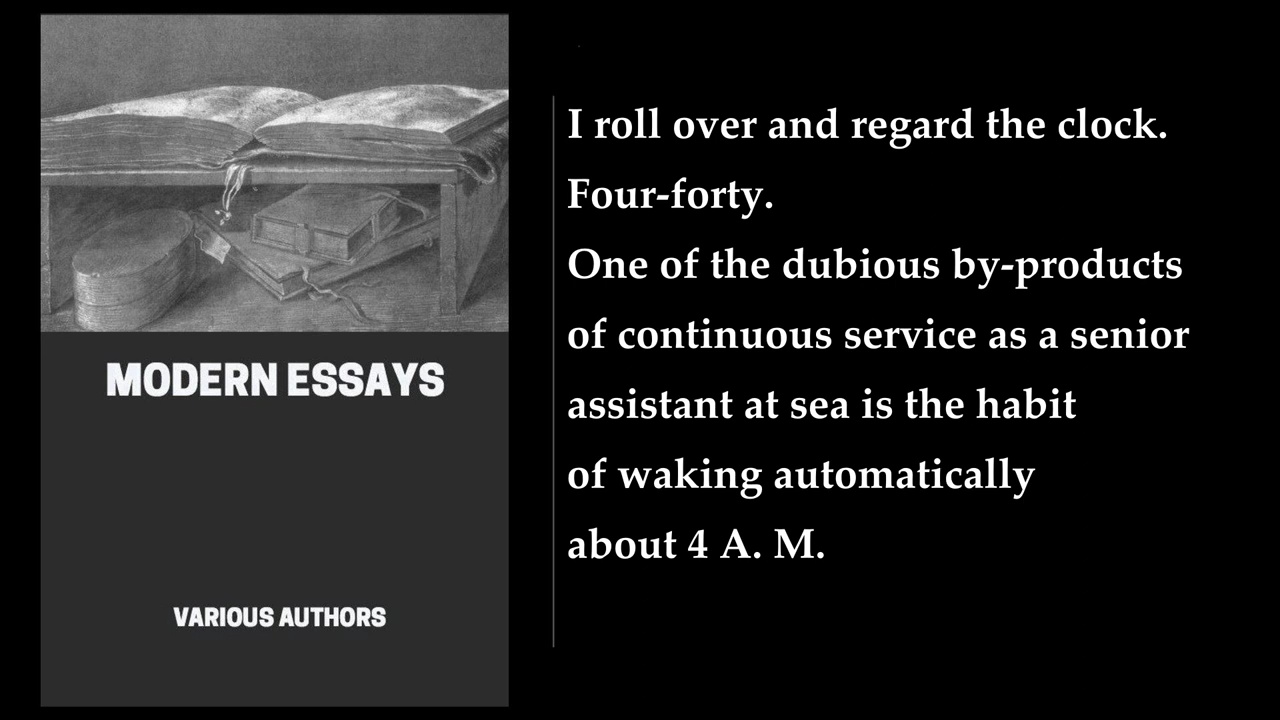 MODERN ESSAYS
VARIOUS AUTHORS
I roll over and regard the clock.
Four-forty.
One of the dubious by-products
of continuous service as a senior
assistant at sea is the habit
of waking automatically
about 4 A. M.